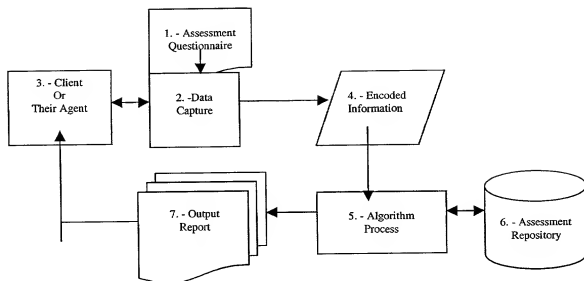 1. - Assessment
Questionnaire
3. - Client
Or
Their Agent
2. -Data
Capture
4. - Encoded
Information
7. - Output
Report
5. - Algorithm
Process
6. - Assessment
Repository